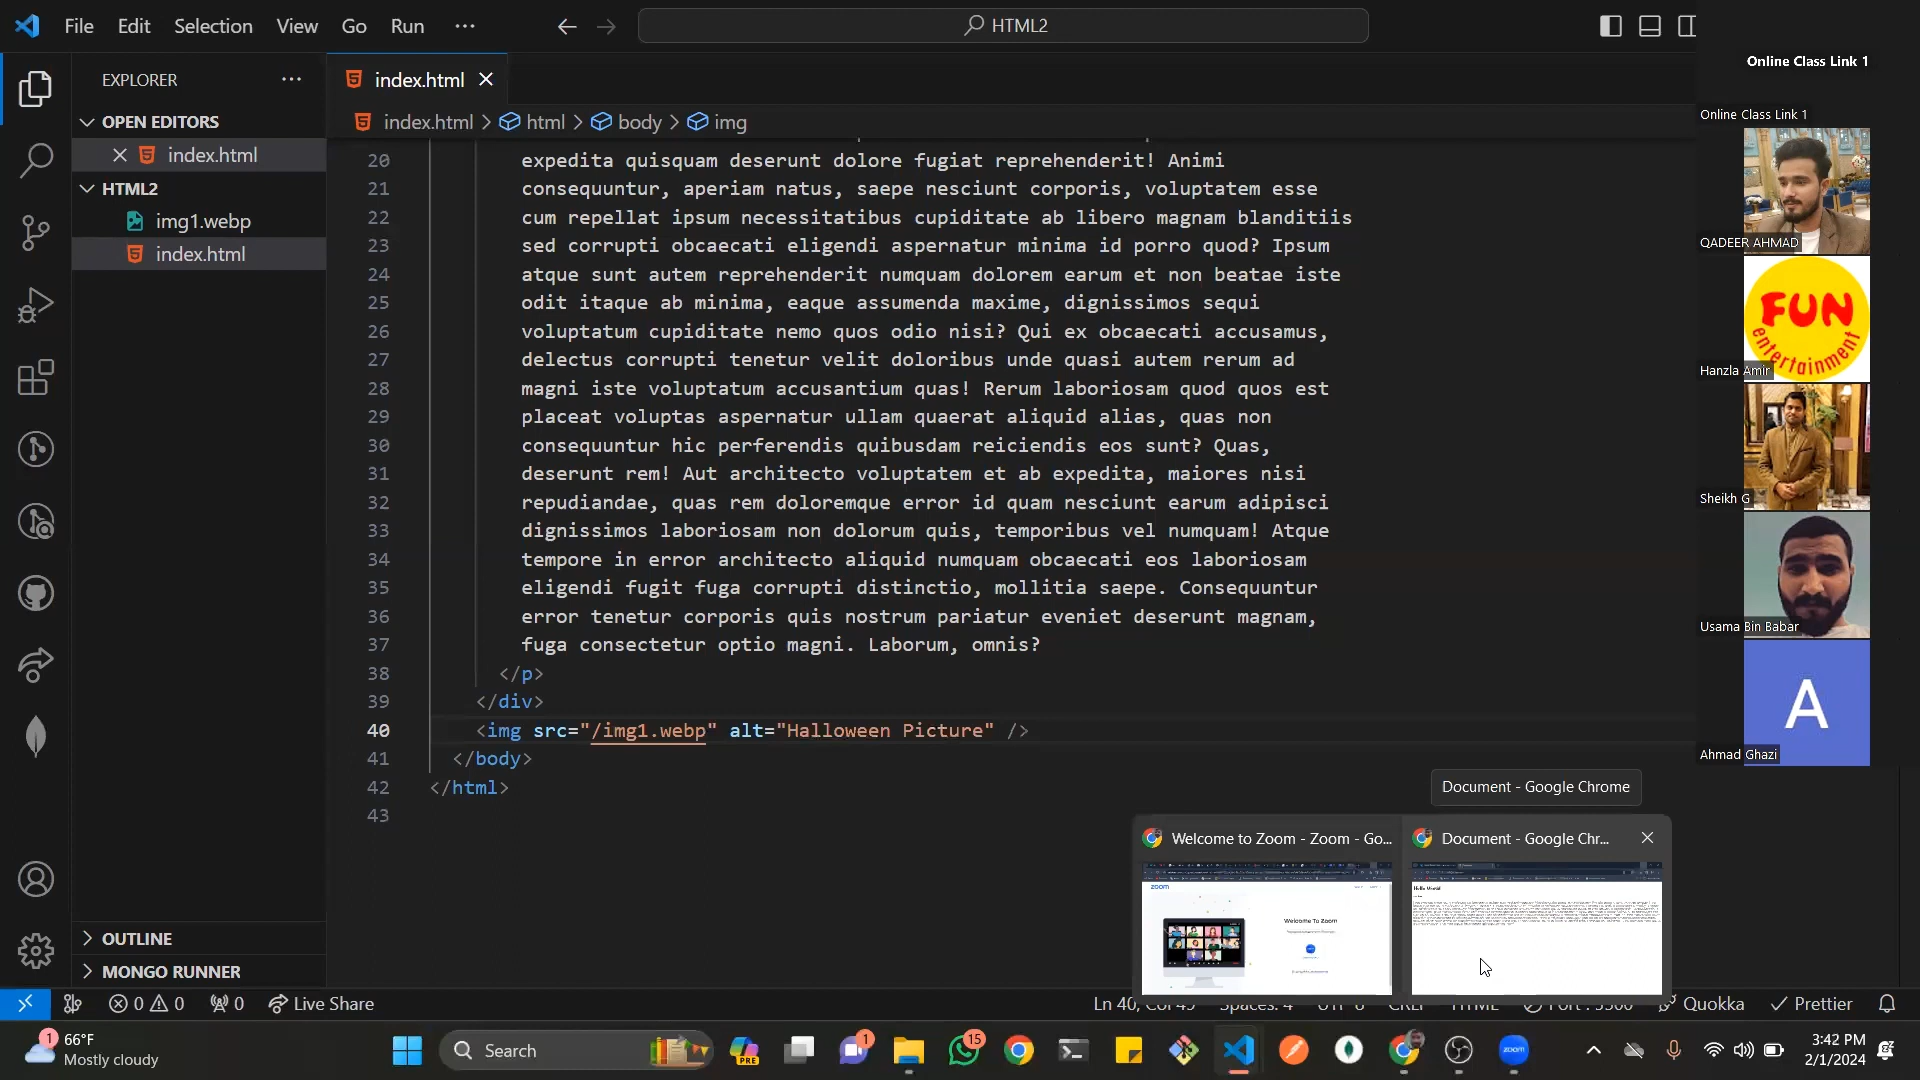 File Edit Selection View Go Run ···
HTML2
EXPLORER ···
OPEN EDITORS
index.html
HTML2
img1.webp
index.html
OUTLINE
MONGO RUNNER
index.html
index.html > html > body > img
20 expedita quisquam deserunt dolore fugiat reprehenderit! Animi
21 consequuntur, aperiam natus, saepe nesciunt corporis, voluptatem esse
22 cum repellat ipsum necessitatibus cupiditate ab libero magnam blanditiis
23 sed corrupti obcaecati eligendi aspernatur minima id porro quod? Ipsum
24 atque sunt autem reprehenderit numquam dolorem earum et non beatae iste
25 odit itaque ab minima, eaque assumenda maxime, dignissimos sequi
26 voluptatum cupiditate nemo quos odio nisi? Qui ex obcaecati accusamus,
27 delectus corrupti tenetur velit doloribus unde quasi autem rerum ad
28 magni iste voluptatum accusantium quas! Rerum laboriosam quod quos est
29 placeat voluptas aspernatur ullam quaerat aliquid alias, quas non
30 consequuntur hic perferendis quibusdam reiciendis eos sunt? Quas,
31 deserunt rem! Aut architecto voluptatem et ab expedita, maiores nisi
32 repudiandae, quas rem doloremque error id quam nesciunt earum adipisci
33 dignissimos laboriosam non dolorum quis, temporibus vel numquam! Atque
34 tempore in error architecto aliquid numquam obcaecati eos laboriosam
35 eligendi fugit fuga corrupti distinctio, mollitia saepe. Consequuntur
36 error tenetur corporis quis nostrum pariatur eveniet deserunt magnam,
37 fuga consectetur optio magni. Laborum, omnis?
38 </p>
39 </div>
40 <img src="/img1.webp" alt="Halloween Picture" />
41 </body>
42 </html>
43
Online Class Link 1
Online Class Link 1
QADEER AHMAD
FUN
entertainment
Hanzla Amir
Sheikh G
Usama Bin Babar
A
Ahmad Ghazi
Document - Google Chrome
Welcome to Zoom - Zoom - Go...
Document - Google Chr...
zoom
Welcome To Zoom
Hello World
0 0 0 Live Share
Quokka Prettier
1 66°F
Mostly cloudy
Search
PRE
1
15
zoom
3:42 PM
2/1/2024